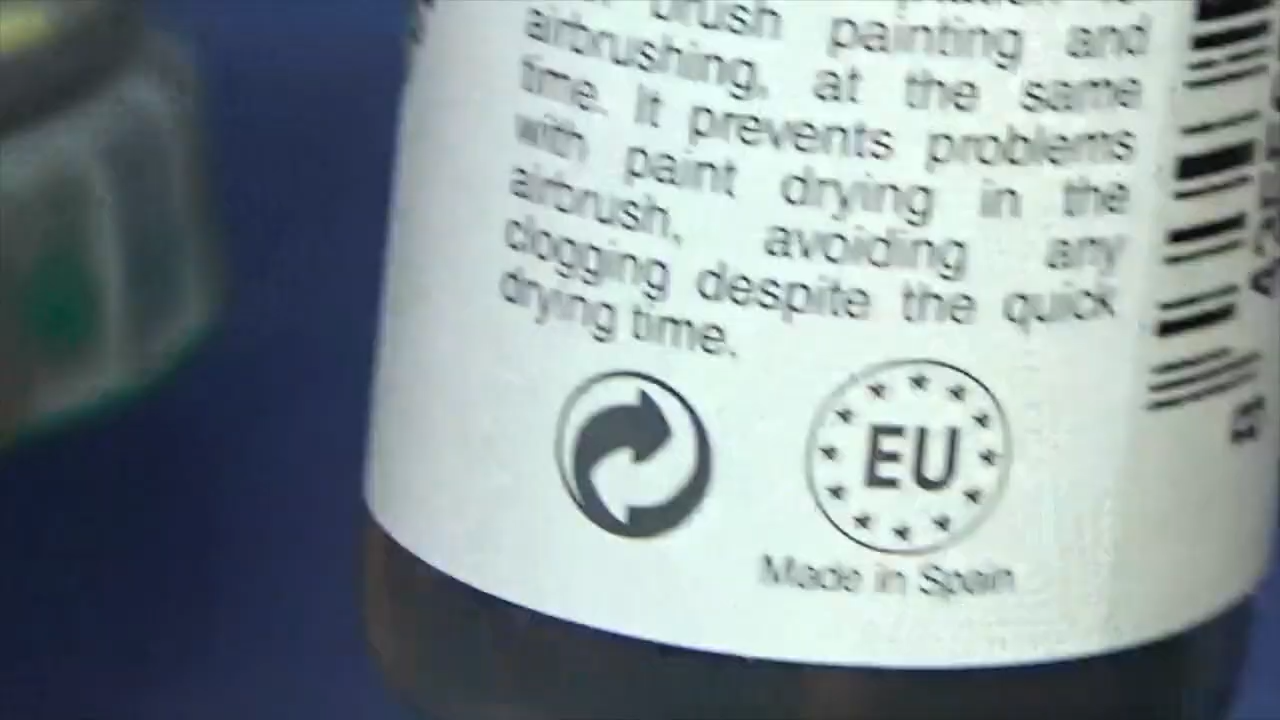 brush painting and
airbrushing, at the same
time. It prevents problems
with paint drying in the
airbrush, avoiding any
clogging despite the quick
drying time.
EU
Made in Spain